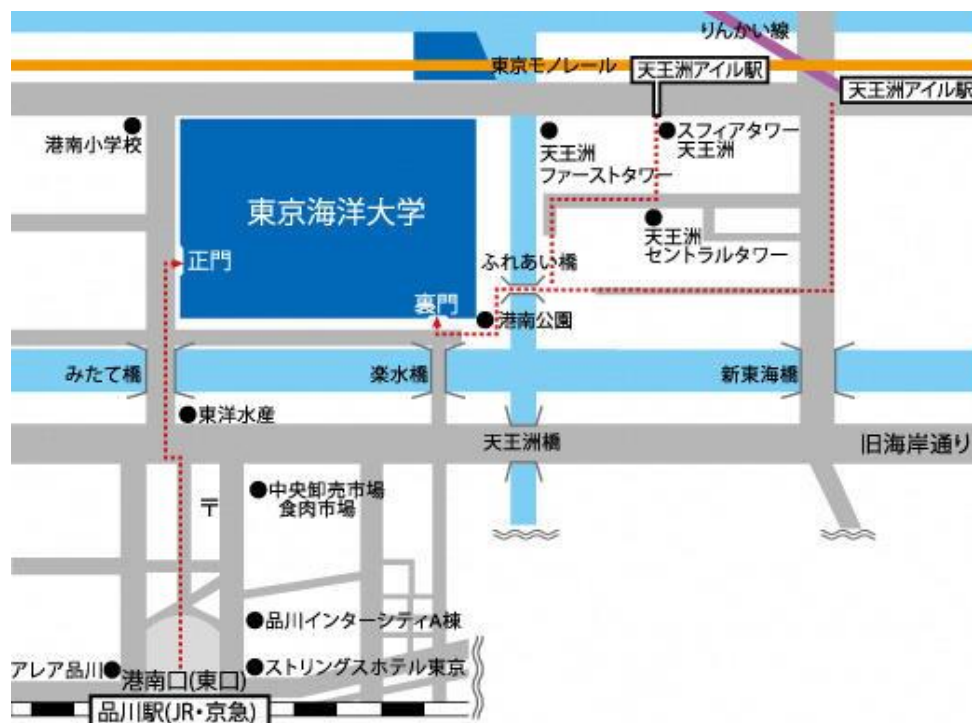 りんかい線
東京モノレール
天王洲アイル駅
天王洲アイル駅
港南小学校
スフィアタワー
天王洲
天王洲
ファーストタワー
東京海洋大学
天王洲
セントラルタワー
正門
ふれあい橋
裏門
港南公園
みたて橋
楽水橋
新東海橋
東洋水産
天王洲橋
旧海岸通り
〒
中央卸売市場
食肉市場
品川インターシティA棟
アレア品川
港南口(東口)
ストリングスホテル東京
品川駅(JR・京急)